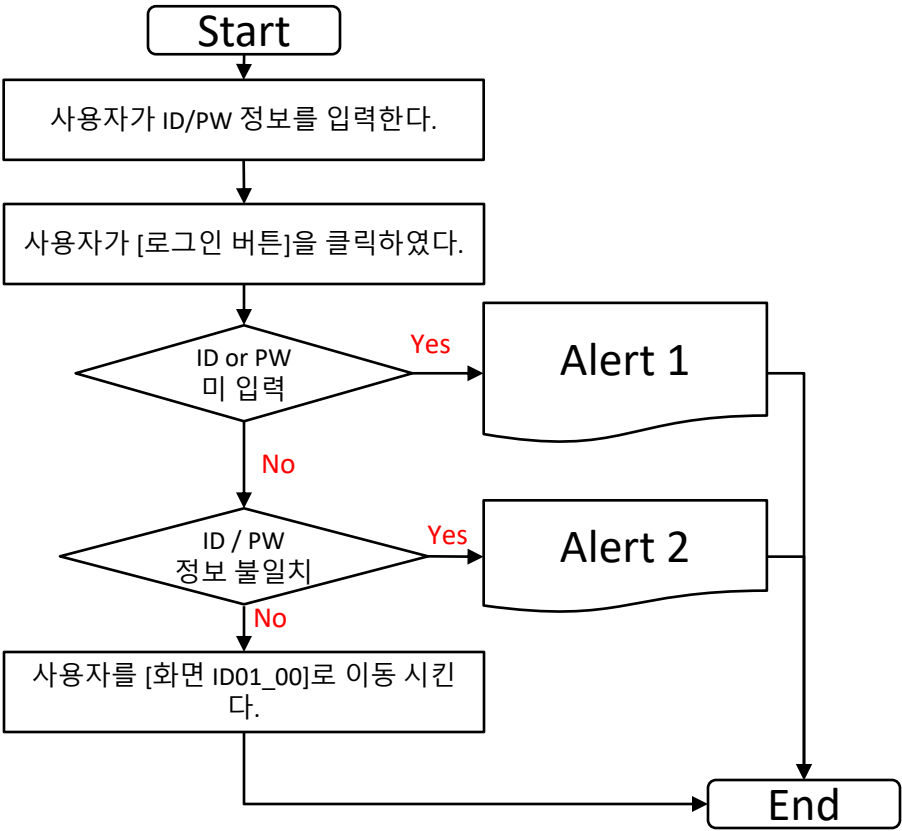 Start
사용자가 ID/PW 정보를 입력한다.
사용자가 [로그인 버튼]을 클릭하였다.
ID or PW
미 입력
Yes
Alert 1
No
ID / PW
정보 불일치
Yes
Alert 2
No
사용자를 [화면 ID01_00]로 이동 시킨
다.
End